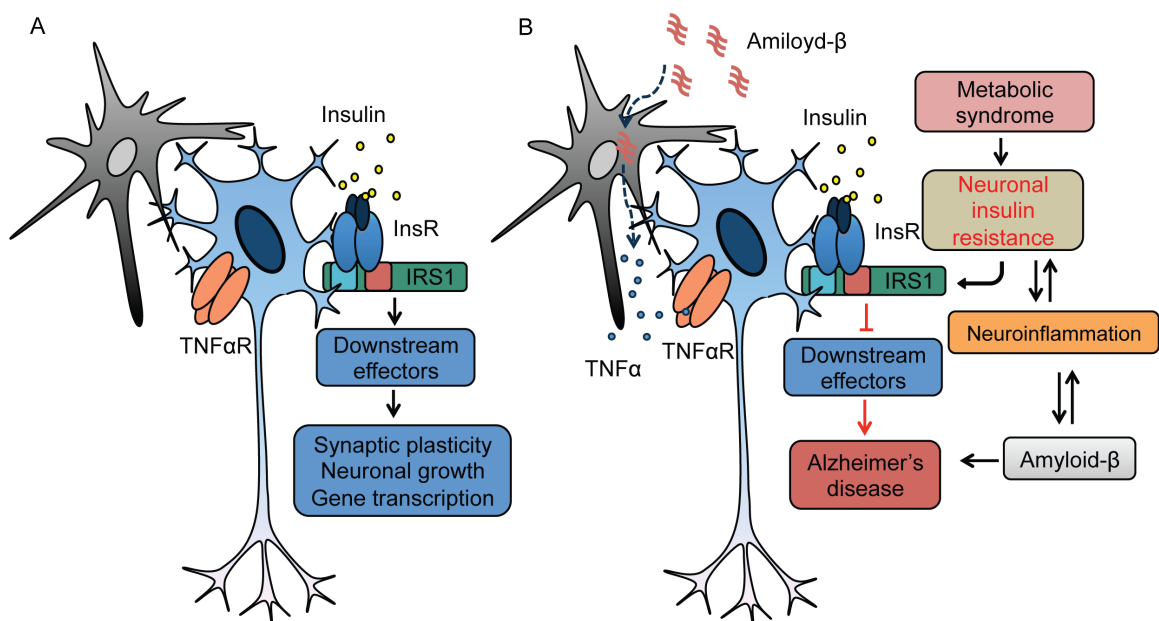 A
Insulin
InsR
IRS1
TNFαR
Downstream
effectors
Synaptic plasticity
Neuronal growth
Gene transcription
B
Amiloyd-β
Insulin
InsR
IRS1
TNFα
TNFαR
Downstream
effectors
Alzheimer's
disease
Metabolic
syndrome
Neuronal
insulin
resistance
Neuroinflammation
Amyloid-β